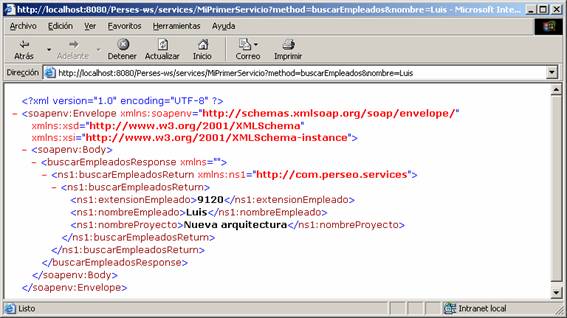 http://localhost:8080/Perses-ws/services/MiPrimerServicio?method=buscarEmpleados&nombre=Luis - Microsoft Inte...
Archivo Edición Ver Favoritos Herramientas Ayuda
Atrás Adelante Detener Actualizar Inicio Correo Imprimir
Dirección http://localhost:8080/Perses-ws/services/MiPrimerServicio?method=buscarEmpleados&nombre=Luis
<?xml version="1.0" encoding="UTF-8" ?>
- <soapenv:Envelope xmlns:soapenv="http://schemas.xmlsoap.org/soap/envelope/"
xmlns:xsd="http://www.w3.org/2001/XMLSchema"
xmlns:xsi="http://www.w3.org/2001/XMLSchema-instance">
- <soapenv:Body>
- <buscarEmpleadosResponse xmlns="">
- <ns1:buscarEmpleadosReturn xmlns:ns1="http://com.perseo.services">
- <ns1:buscarEmpleadosReturn>
<ns1:extensionEmpleado>9120</ns1:extensionEmpleado>
<ns1:nombreEmpleado>Luis</ns1:nombreEmpleado>
<ns1:nombreProyecto>Nueva arquitectura</ns1:nombreProyecto>
</ns1:buscarEmpleadosReturn>
</ns1:buscarEmpleadosReturn>
</buscarEmpleadosResponse>
</soapenv:Body>
</soapenv:Envelope>
Listo Intranet local